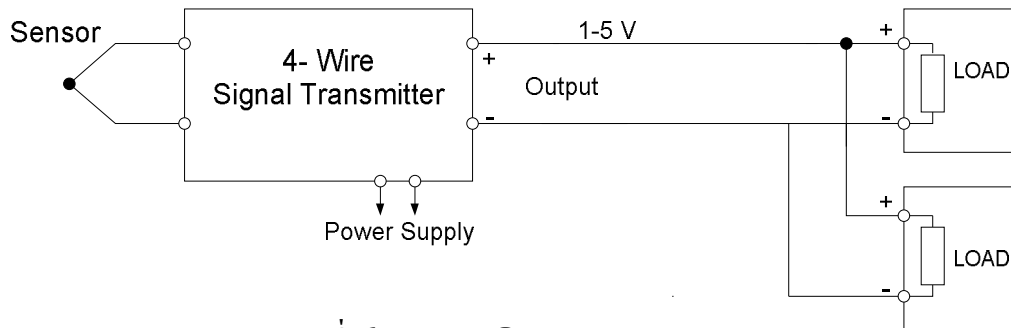 Sensor
4- Wire
Signal Transmitter
+
-
1-5 V
Output
Power Supply
+
-
LOAD
+
-
LOAD